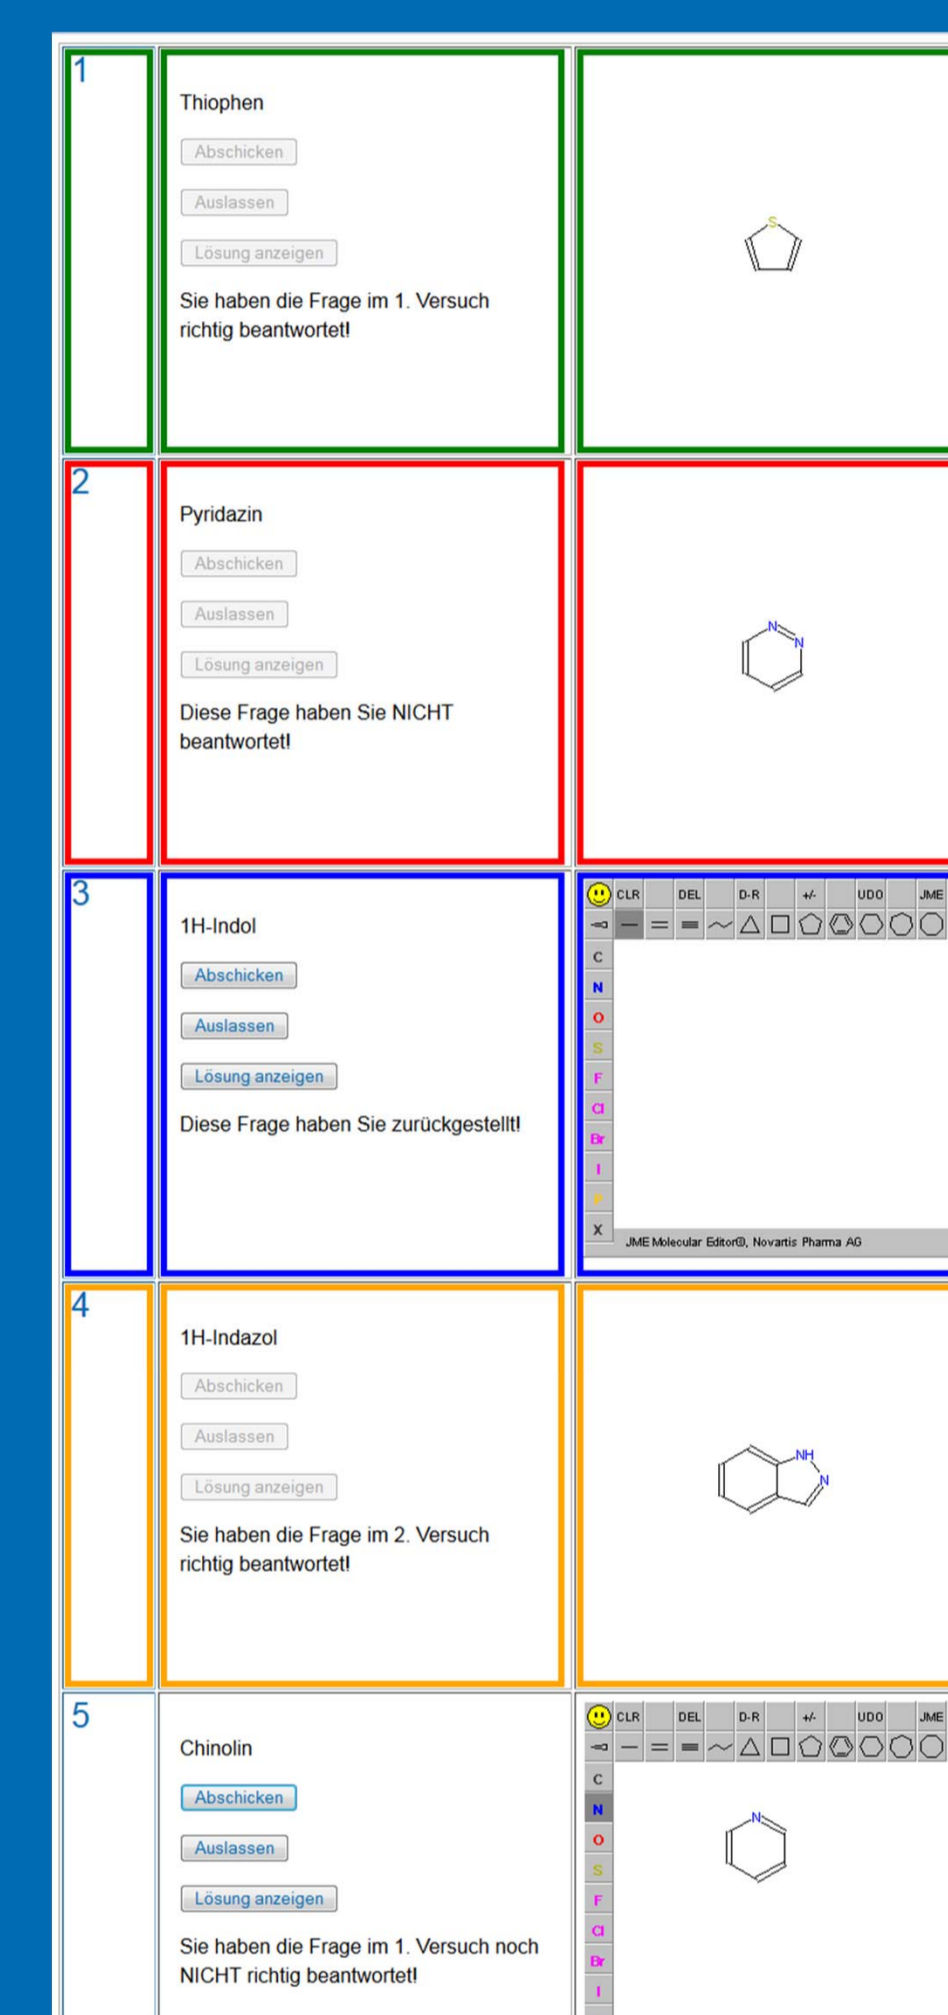 1
Thiophen
Abschicken
Auslassen
Lösung anzeigen
Sie haben die Frage im 1. Versuch
richtig beantwortet!
S
2
Pyridazin
Abschicken
Auslassen
Lösung anzeigen
Diese Frage haben Sie NICHT
beantwortet!
N
N
3
1H-Indol
Abschicken
Auslassen
Lösung anzeigen
Diese Frage haben Sie zurückgestellt!
CLR DEL D-R +/- UDO JME
C
N
O
S
F
Cl
Br
I
P
X
JME Molecular Editor©, Novartis Pharma AG
4
1H-Indazol
Abschicken
Auslassen
Lösung anzeigen
Sie haben die Frage im 2. Versuch
richtig beantwortet!
NH
N
5
Chinolin
Abschicken
Auslassen
Lösung anzeigen
Sie haben die Frage im 1. Versuch noch
NICHT richtig beantwortet!
CLR DEL D-R +/- UDO JME
C
N
O
S
F
Cl
Br
I
N